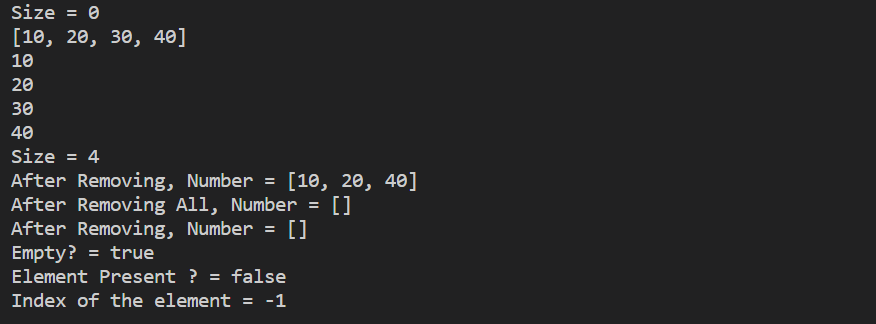 Size = 0
[10, 20, 30, 40]
10
20
30
40
Size = 4
After Removing, Number = [10, 20, 40]
After Removing All, Number = []
After Removing, Number = []
Empty? = true
Element Present ? = false
Index of the element = -1